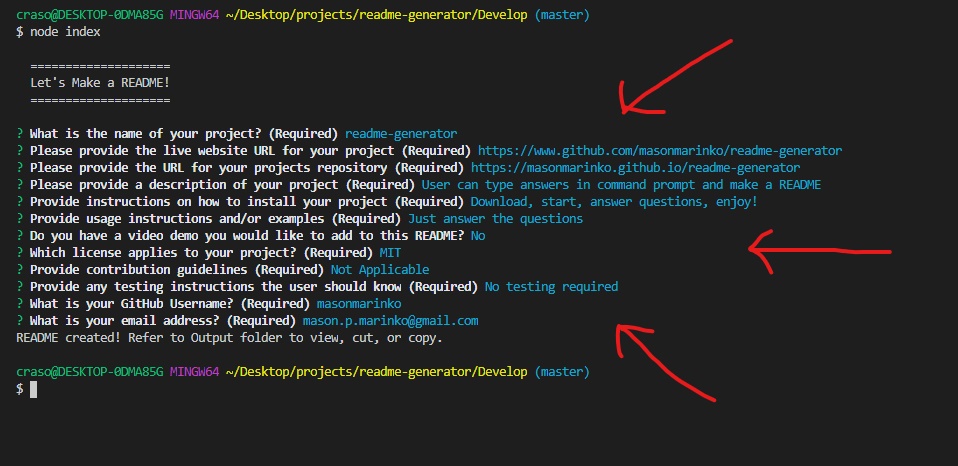 craso@DESKTOP-0DMA85G MINGW64 ~/Desktop/projects/readme-generator/Develop (master)
$ node index
====================
Let's Make a README!
====================
? What is the name of your project? (Required) readme-generator
? Please provide the live website URL for your project (Required) https://www.github.com/masonmarinko/readme-generator
? Please provide the URL for your projects repository (Required) https://masonmarinko.github.io/readme-generator
? Please provide a description of your project (Required) User can type answers in command prompt and make a README
? Provide instructions on how to install your project (Required) Download, start, answer questions, enjoy!
? Provide usage instructions and/or examples (Required) Just answer the questions
? Do you have a video demo you would like to add to this README? No
? Which license applies to your project? (Required) MIT
? Provide contribution guidelines (Required) Not Applicable
? Provide any testing instructions the user should know (Required) No testing required
? What is your GitHub Username? (Required) masonmarinko
? What is your email address? (Required) mason.p.marinko@gmail.com
README created! Refer to Output folder to view, cut, or copy.
craso@DESKTOP-0DMA85G MINGW64 ~/Desktop/projects/readme-generator/Develop (master)
$